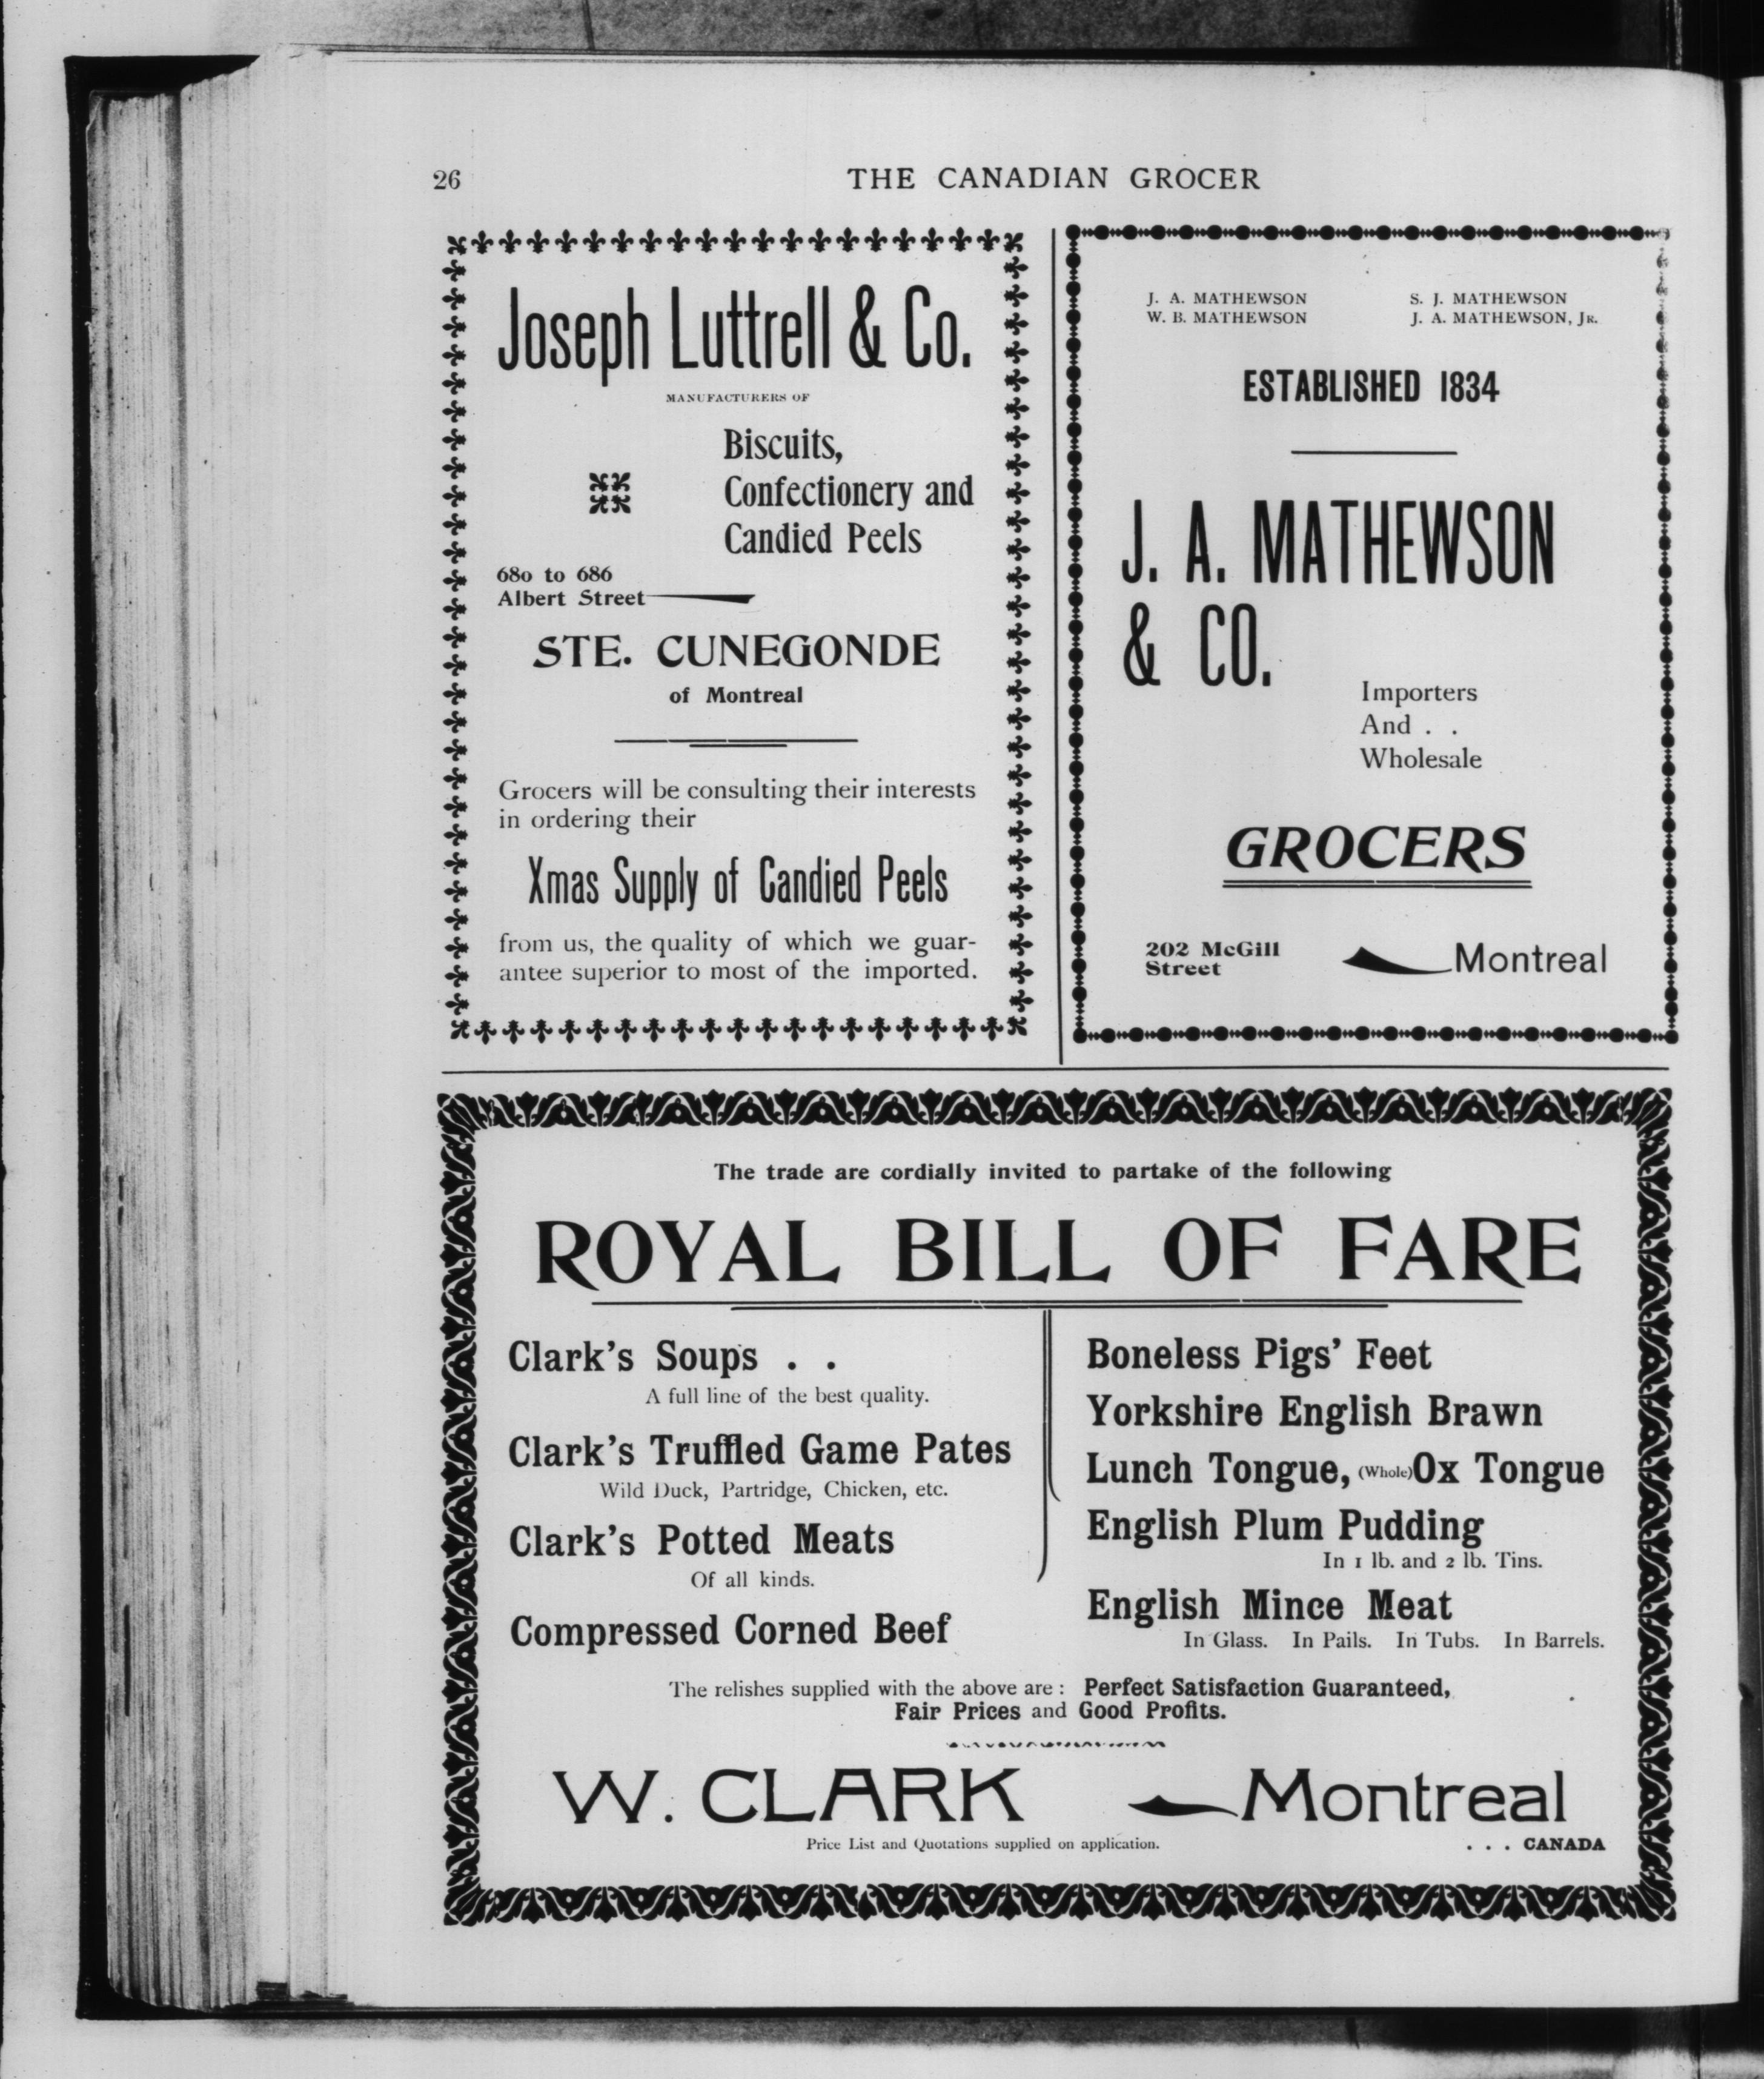 26
THE CANADIAN GROCER
Joseph Luttrell & Co.
MANUFACTURERS OF
Biscuits,
Confectionery and
Candied Peels
680 to 686
Albert Street
STE. CUNEGONDE
of Montreal
Grocers will be consulting their interests
in ordering their
Xmas Supply of Candied Peels
from us, the quality of which we guar-
antee superior to most of the imported.
J. A. MATHEWSON
S. J. MATHEWSON
W. B. MATHEWSON
J. A. MATHEWSON, JR.
ESTABLISHED 1834
J. A. MATHEWSON
& CO.
Importers
And . .
Wholesale
GROCERS
202 McGill
Street
Montreal
The trade are cordially invited to partake of the following
ROYAL BILL OF FARE
Clark's Soups . .
A full line of the best quality.
Clark's Truffled Game Pates
Wild Duck, Partridge, Chicken, etc.
Clark's Potted Meats
Of all kinds.
Compressed Corned Beef
Boneless Pigs' Feet
Yorkshire English Brawn
Lunch Tongue, (Whole) Ox Tongue
English Plum Pudding
In 1 lb. and 2 lb. Tins.
English Mince Meat
In Glass. In Pails. In Tubs. In Barrels.
The relishes supplied with the above are : Perfect Satisfaction Guaranteed,
Fair Prices and Good Profits.
W. CLARK
Montreal
Price List and Quotations supplied on application.
. . . CANADA